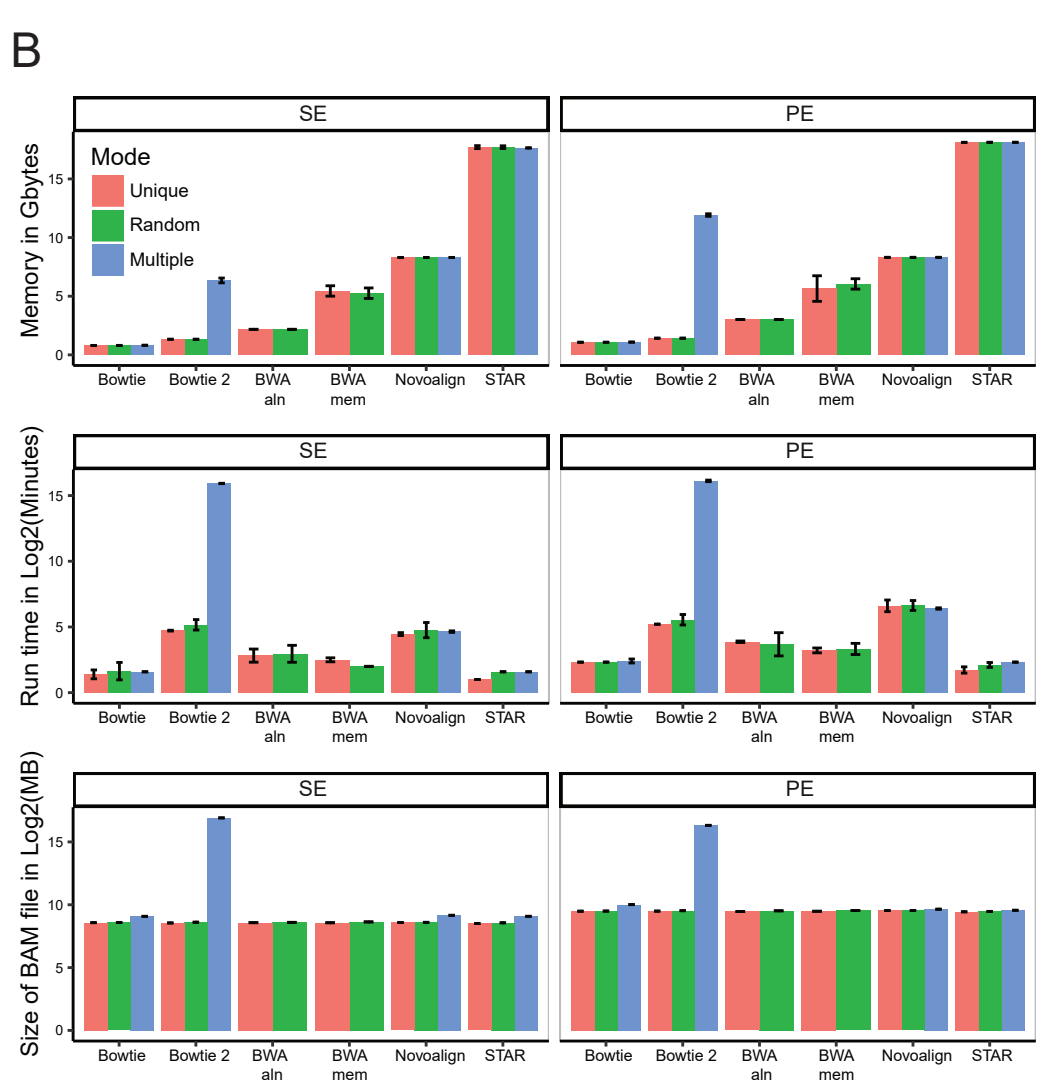 B
SE PE
Memory in Gbytes
Mode
Unique
Random
Multiple
15
10
5
0
Bowtie Bowtie 2 BWA aln BWA mem Novoalign STAR
Bowtie Bowtie 2 BWA aln BWA mem Novoalign STAR
SE PE
Run time in Log2(Minutes)
15
10
5
0
Bowtie Bowtie 2 BWA aln BWA mem Novoalign STAR
Bowtie Bowtie 2 BWA aln BWA mem Novoalign STAR
SE PE
Size of BAM file in Log2(MB)
15
10
5
0
Bowtie Bowtie 2 BWA aln BWA mem Novoalign STAR
Bowtie Bowtie 2 BWA aln BWA mem Novoalign STAR